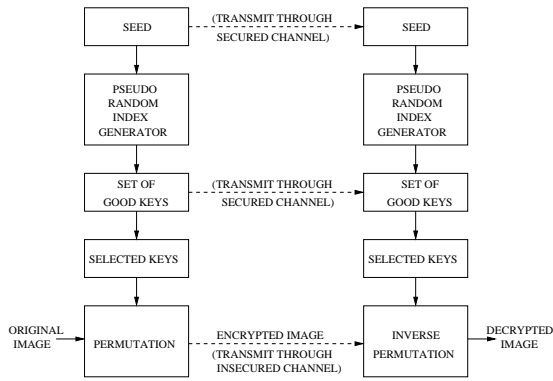 SEED
(TRANSMIT THROUGH
SECURED CHANNEL)
SEED
PSEUDO
RANDOM
INDEX
GENERATOR
PSEUDO
RANDOM
INDEX
GENERATOR
SET OF
GOOD KEYS
(TRANSMIT THROUGH
SECURED CHANNEL)
SET OF
GOOD KEYS
SELECTED KEYS
SELECTED KEYS
ORIGINAL
IMAGE
PERMUTATION
ENCRYPTED IMAGE
(TRANSMIT THROUGH
INSECURED CHANNEL)
INVERSE
PERMUTATION
DECRYPTED
IMAGE